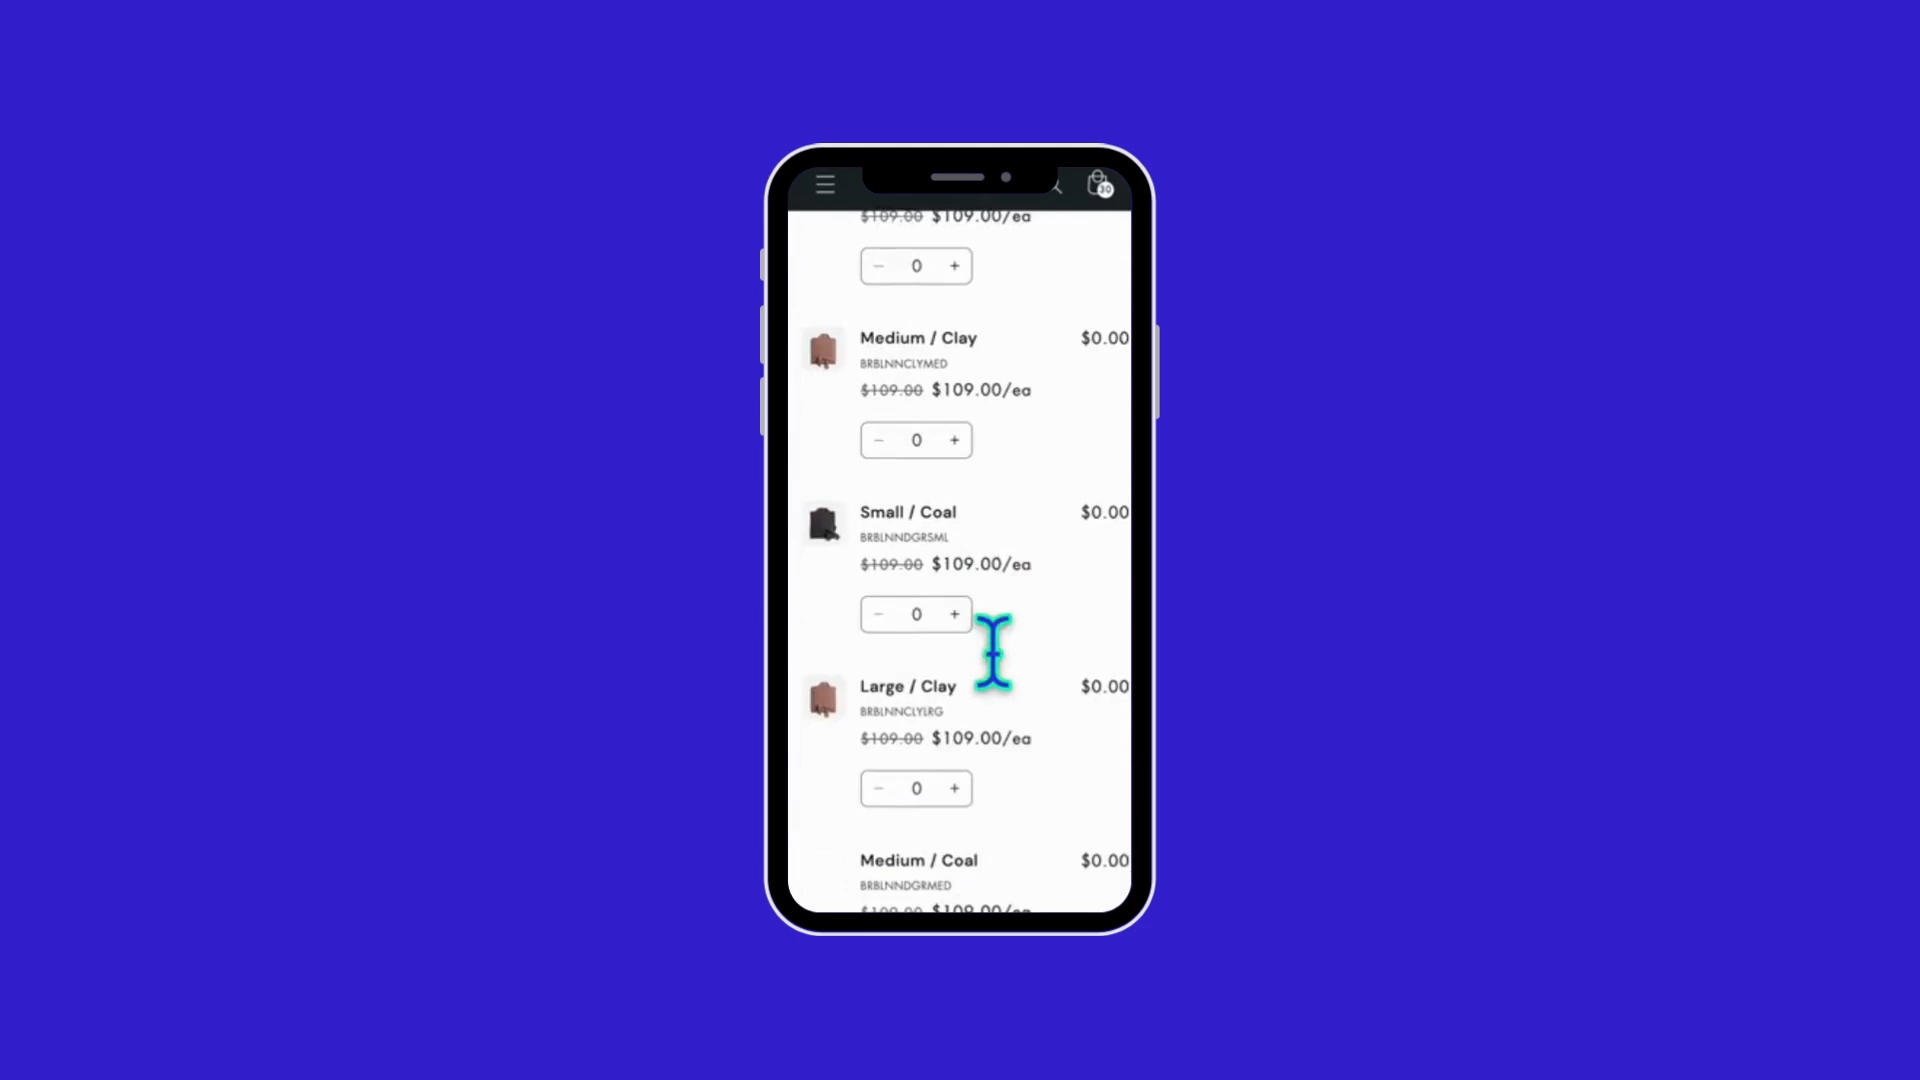 30
$109.00 $109.00/ea
− 0 +
Medium / Clay $0.00
BRBLNNCLYMED
$109.00 $109.00/ea
− 0 +
Small / Coal $0.00
BRBLNNDGRSML
$109.00 $109.00/ea
− 0 +
Large / Clay $0.00
BRBLNNCLYLRG
$109.00 $109.00/ea
− 0 +
Medium / Coal $0.00
BRBLNNDGRMED
$109.00 $109.00/ea